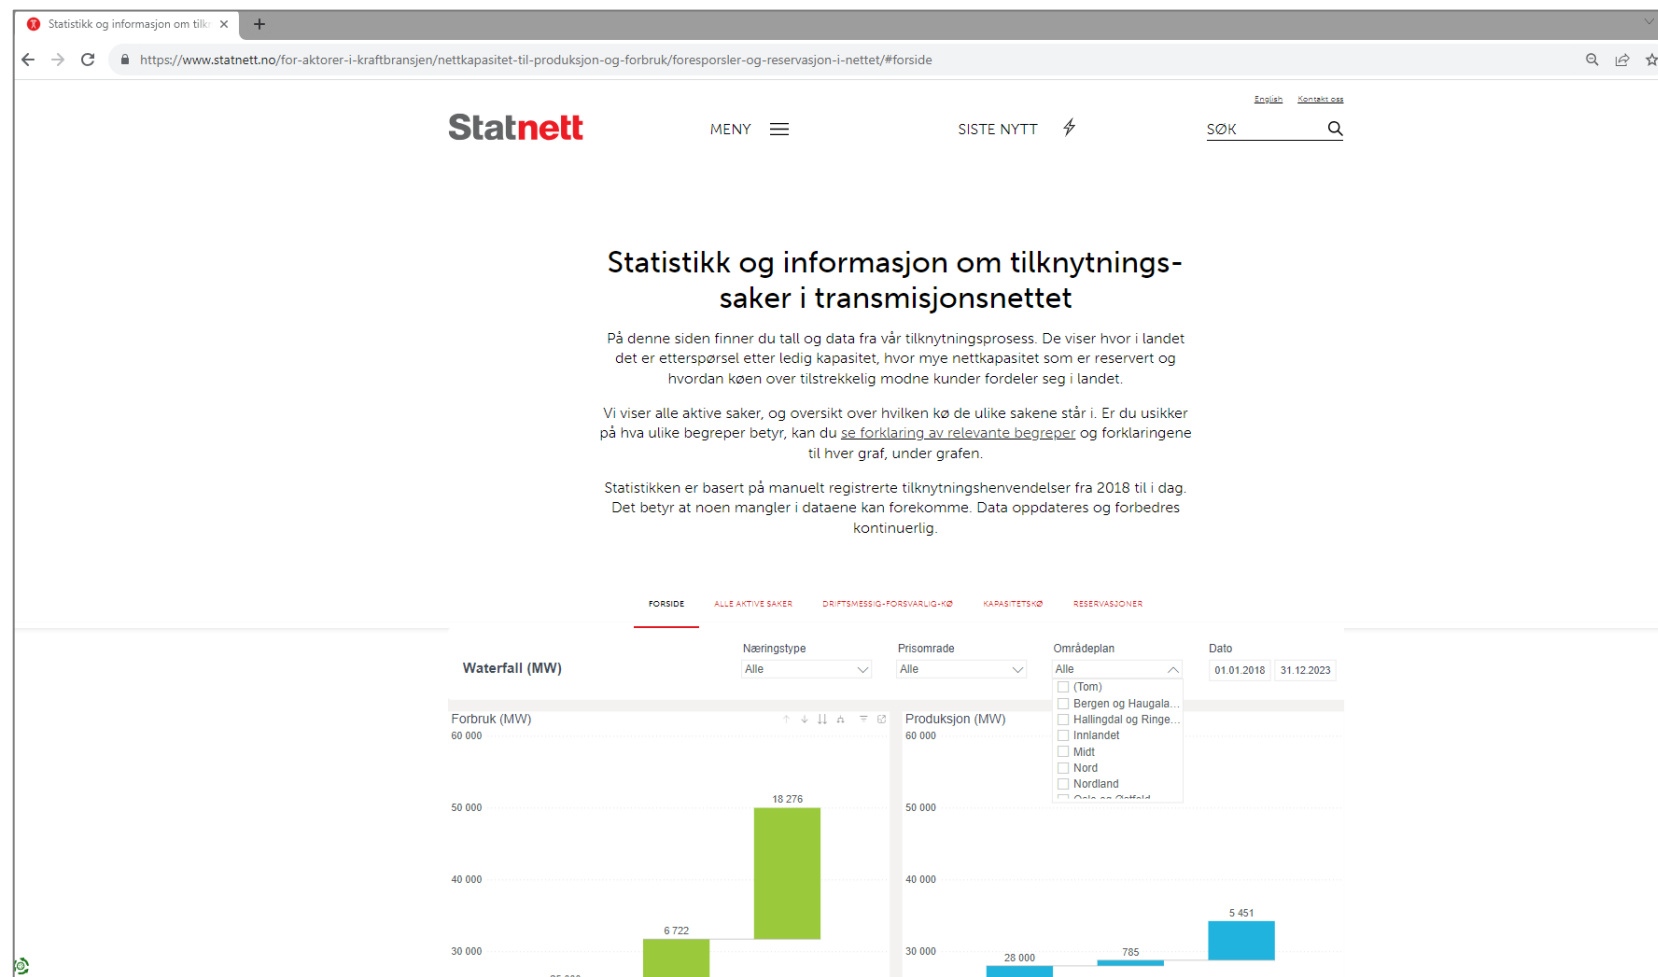 Statistikk og informasjon om tilk
https://www.statnett.no/for-aktorer-i-kraftbransjen/nettkapasitet-til-produksjon-og-forbruk/foresporsler-og-reservasjon-i-nettet/#forside
English Kontakt oss
Statnett
MENY
SISTE NYTT
SØK
Statistikk og informasjon om tilknytnings-
saker i transmisjonsnettet
På denne siden finner du tall og data fra vår tilknytningsprosess. De viser hvor i landet
det er etterspørsel etter ledig kapasitet, hvor mye nettkapasitet som er reservert og
hvordan køen over tilstrekkelig modne kunder fordeler seg i landet.
Vi viser alle aktive saker, og oversikt over hvilken kø de ulike sakene står i. Er du usikker
på hva ulike begreper betyr, kan du se forklaring av relevante begreper og forklaringene
til hver graf, under grafen.
Statistikken er basert på manuelt registrerte tilknytningshenvendelser fra 2018 til i dag.
Det betyr at noen mangler i dataene kan forekomme. Data oppdateres og forbedres
kontinuerlig.
FORSIDE ALLE AKTIVE SAKER DRIFTSMESSIG-FORSVARLIG-KØ KAPASITETSKØ RESERVASJONER
Waterfall (MW)
Næringstype
Alle
Prisomrade
Alle
Områdeplan
Alle
Dato
01.01.2018 31.12.2023
(Tom)
Bergen og Haugala...
Hallingdal og Ringe...
Innlandet
Midt
Nord
Nordland
Forbruk (MW)
60 000
50 000
40 000
30 000
18 276
6 722
Produksjon (MW)
60 000
50 000
40 000
30 000
28 000
785
5 451